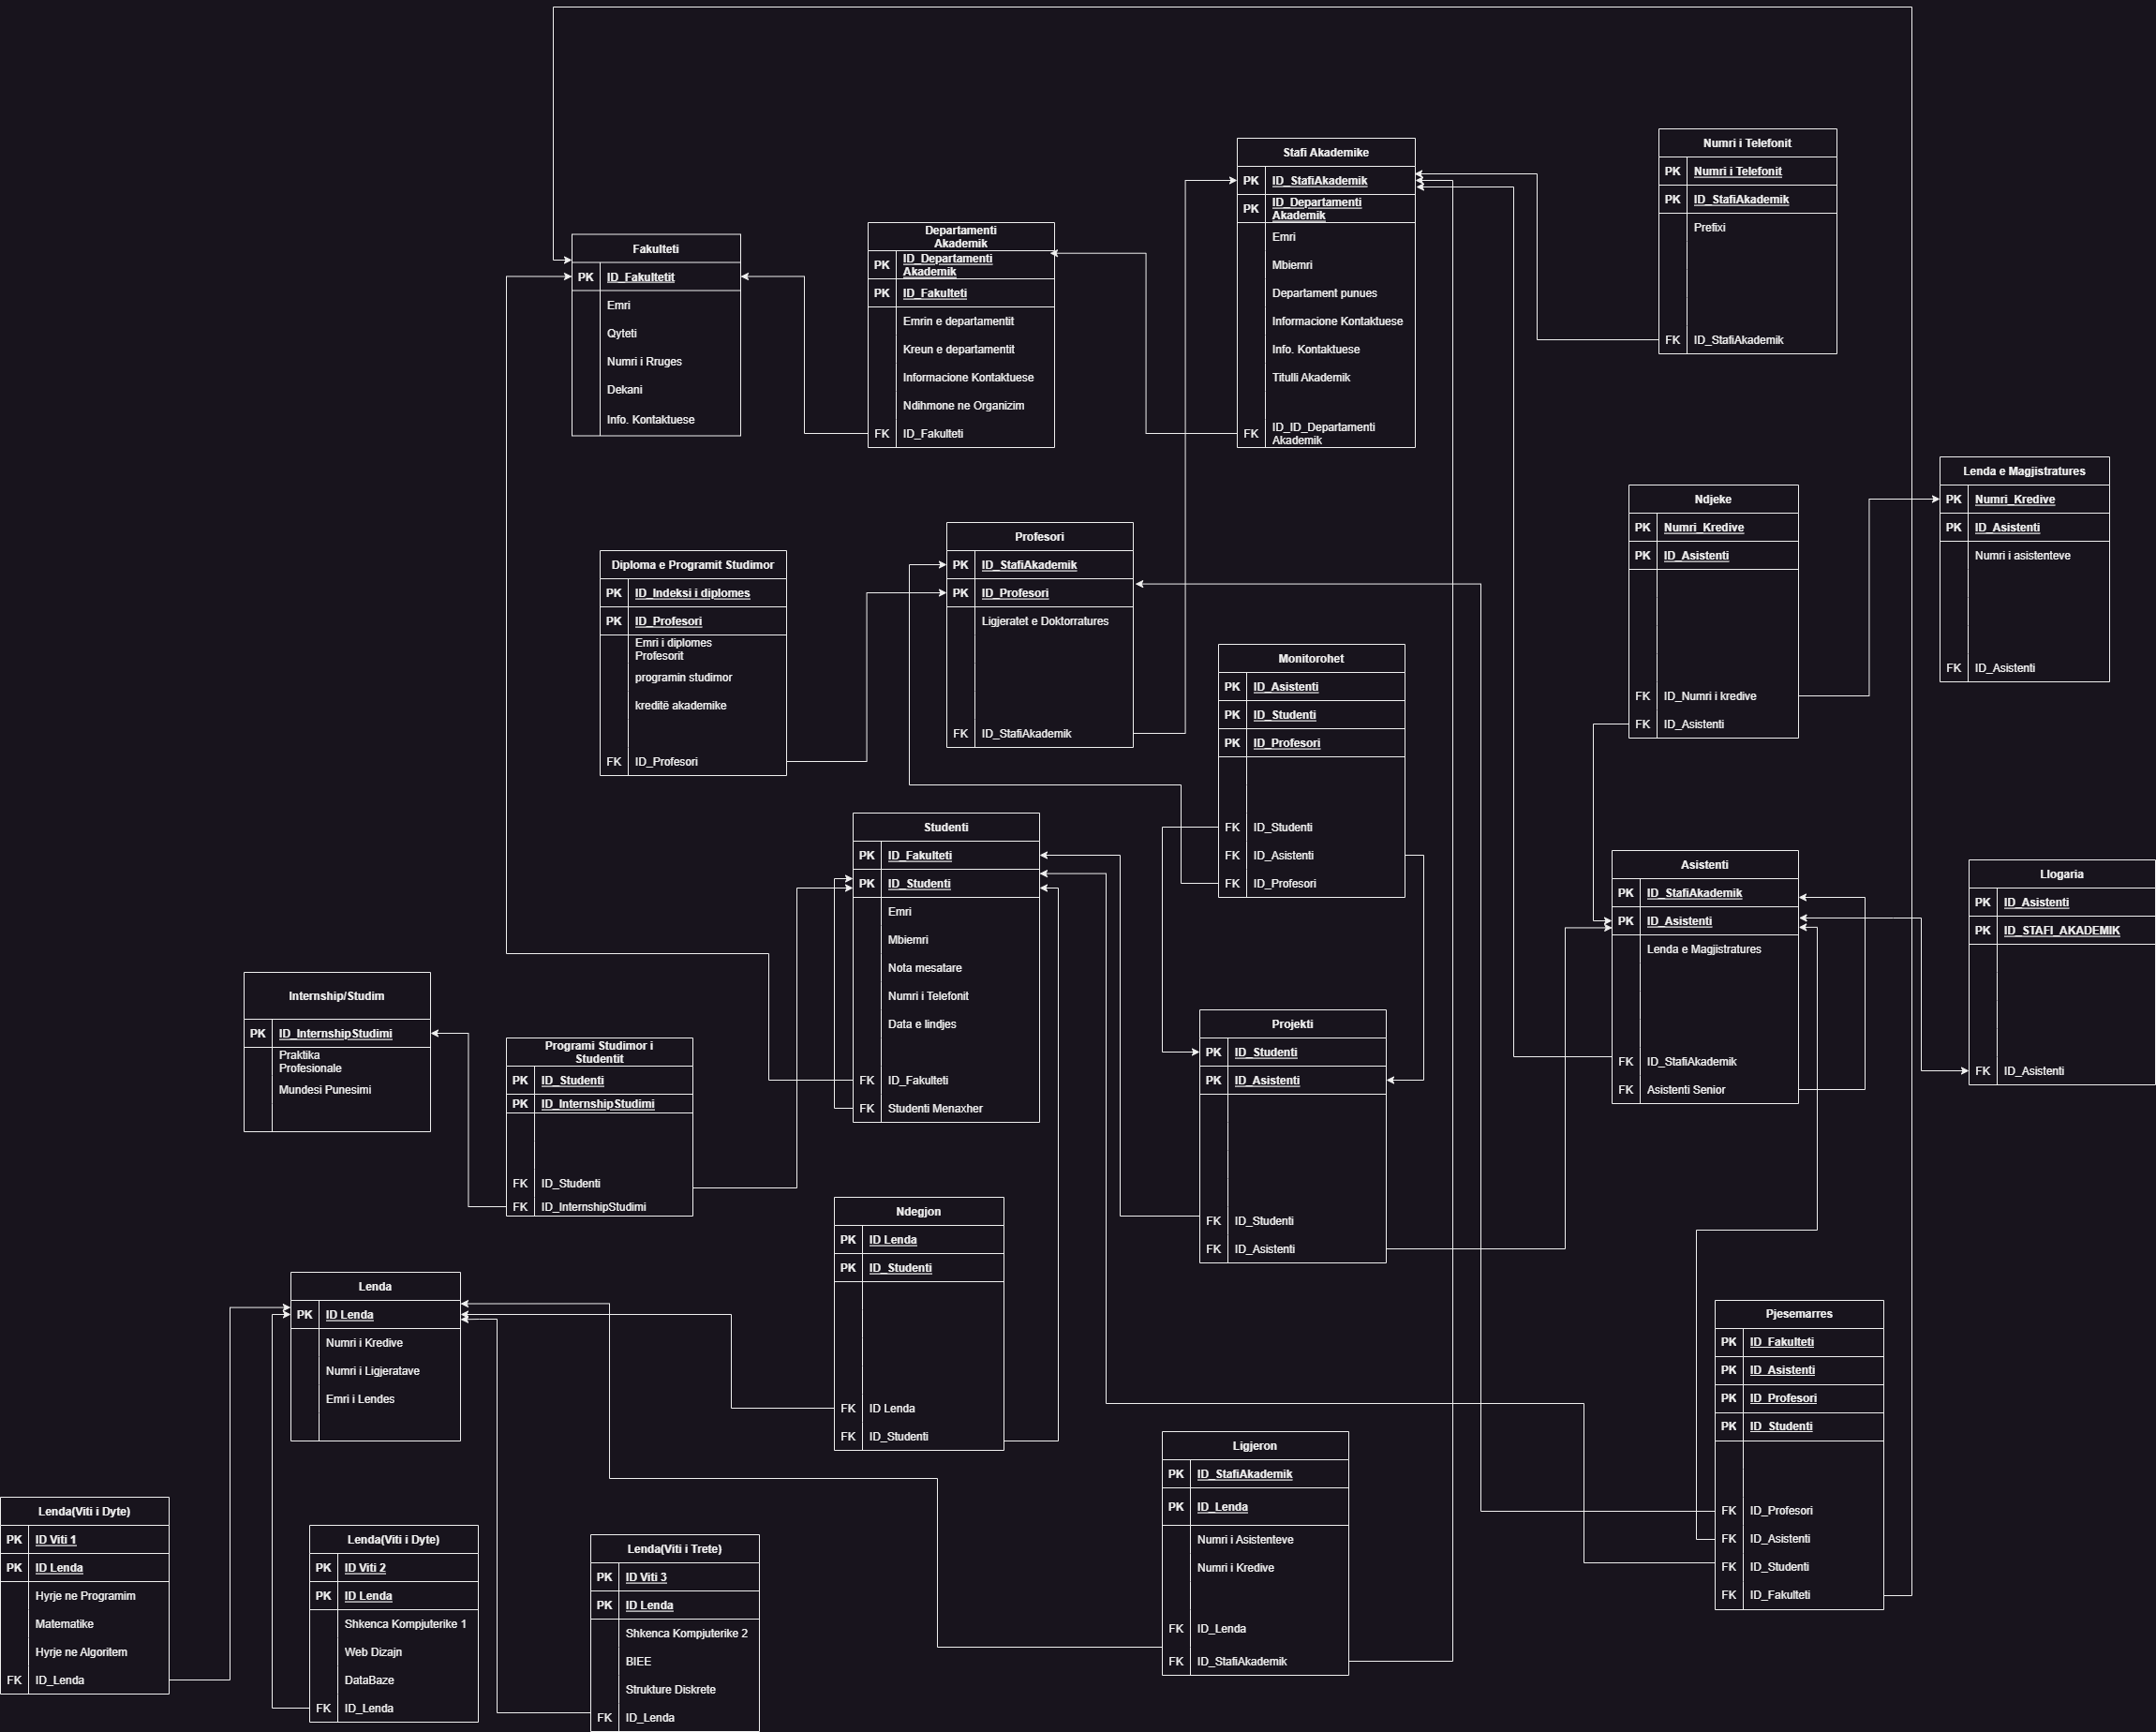 Numri i Telefonit
PK Numri i Telefonit
PK ID_StafiAkademik
Prefixi
FK ID_StafiAkademik
Stafi Akademike
PK ID_StafiAkademik
PK ID_Departamenti
Akademik
Emri
Mbiemri
Departament punues
Informacione Kontaktuese
Info. Kontaktuese
Titulli Akademik
FK ID_ID_Departamenti
Akademik
Departamenti
Akademik
PK ID_Departamenti
Akademik
PK ID_Fakulteti
Emrin e departamentit
Kreun e departamentit
Informacione Kontaktuese
Ndihmone ne Organizim
FK ID_Fakulteti
Fakulteti
PK ID_Fakultetit
Emri
Qyteti
Numri i Rruges
Dekani
Info. Kontaktuese
Lenda e Magjistratures
PK Numri_Kredive
PK ID_Asistenti
Numri i asistenteve
FK ID_Asistenti
Ndjeke
PK Numri_Kredive
PK ID_Asistenti
FK ID_Numri i kredive
FK ID_Asistenti
Profesori
PK ID_StafiAkademik
PK ID_Profesori
Ligjeratet e Doktorratures
FK ID_StafiAkademik
Diploma e Programit Studimor
PK ID_Indeksi i diplomes
PK ID_Profesori
Emri i diplomes
Profesorit
programin studimor
kreditë akademike
FK ID_Profesori
Monitorohet
PK ID_Asistenti
PK ID_Studenti
PK ID_Profesori
FK ID_Studenti
FK ID_Asistenti
FK ID_Profesori
Studenti
PK ID_Fakulteti
PK ID_Studenti
Emri
Mbiemri
Nota mesatare
Numri i Telefonit
Data e lindjes
FK ID_Fakulteti
FK Studenti Menaxher
Asistenti
PK ID_StafiAkademik
PK ID_Asistenti
Lenda e Magjistratures
FK ID_StafiAkademik
FK Asistenti Senior
Llogaria
PK ID_Asistenti
PK ID_STAFI_AKADEMIK
FK ID_Asistenti
Internship/Studim
PK ID_InternshipStudimi
Praktika
Profesionale
Mundesi Punesimi
Programi Studimor i
Studentit
PK ID_Studenti
PK ID_InternshipStudimi
FK ID_Studenti
FK ID_InternshipStudimi
Projekti
PK ID_Studenti
PK ID_Asistenti
FK ID_Studenti
FK ID_Asistenti
Ndegjon
PK ID Lenda
PK ID_Studenti
FK ID Lenda
FK ID_Studenti
Lenda
PK ID Lenda
Numri i Kredive
Numri i Ligjeratave
Emri i Lendes
Pjesemarres
PK ID_Fakulteti
PK ID_Asistenti
PK ID_Profesori
PK ID_Studenti
FK ID_Profesori
FK ID_Asistenti
FK ID_Studenti
FK ID_Fakulteti
Ligjeron
PK ID_StafiAkademik
PK ID_Lenda
Numri i Asistenteve
Numri i Kredive
FK ID_Lenda
FK ID_StafiAkademik
Lenda(Viti i Dyte)
PK ID Viti 1
PK ID Lenda
Hyrje ne Programim
Matematike
Hyrje ne Algoritem
FK ID_Lenda
Lenda(Viti i Dyte)
PK ID Viti 2
PK ID Lenda
Shkenca Kompjuterike 1
Web Dizajn
DataBaze
FK ID_Lenda
Lenda(Viti i Trete)
PK ID Viti 3
PK ID Lenda
Shkenca Kompjuterike 2
BIEE
Strukture Diskrete
FK ID_Lenda